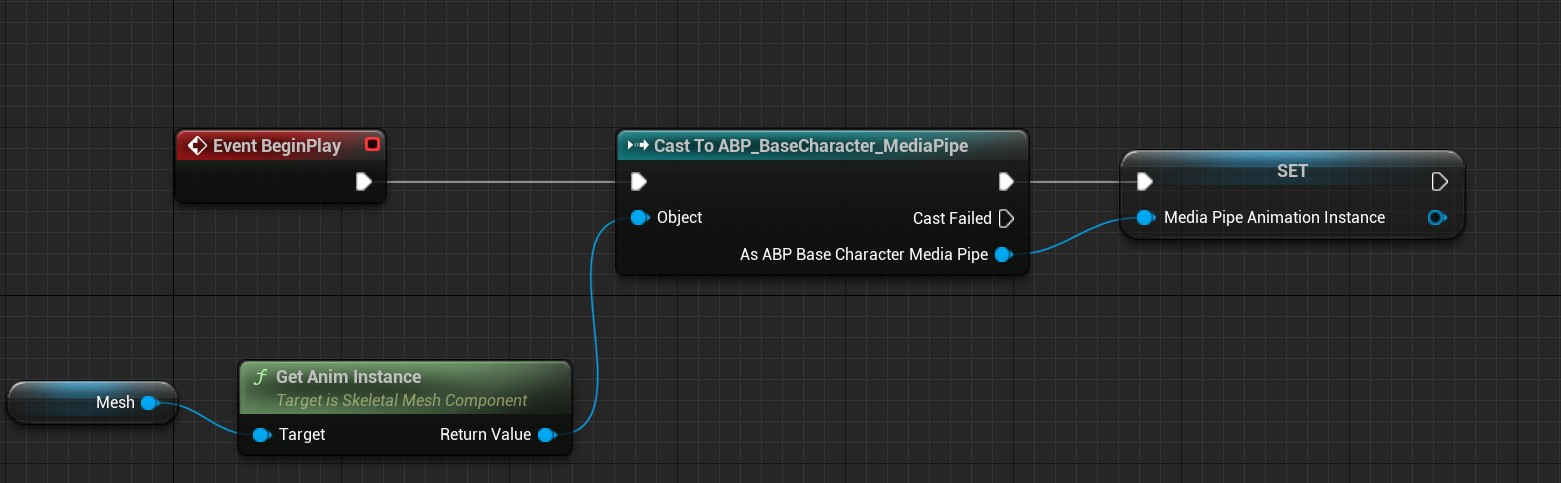 Event BeginPlay
Cast To ABP_BaseCharacter_MediaPipe
SET
Object
Cast Failed
Media Pipe Animation Instance
As ABP Base Character Media Pipe
Get Anim Instance
Target is Skeletal Mesh Component
Mesh
Target
Return Value